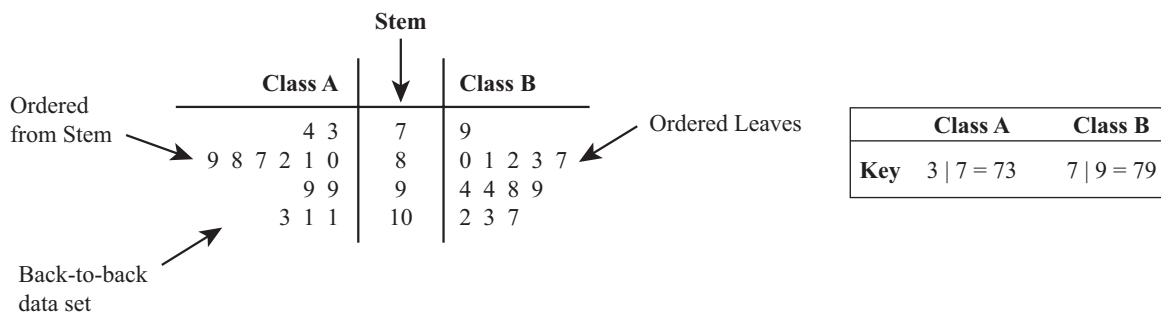 Stem
Class A Class B
Ordered
from Stem
4 3 7 9
9 8 7 2 1 0 8 0 1 2 3 7
9 9 9 4 4 8 9
3 1 1 10 2 3 7
Ordered Leaves
Back-to-back
data set
Class A Class B
Key 3 | 7 = 73 7 | 9 = 79